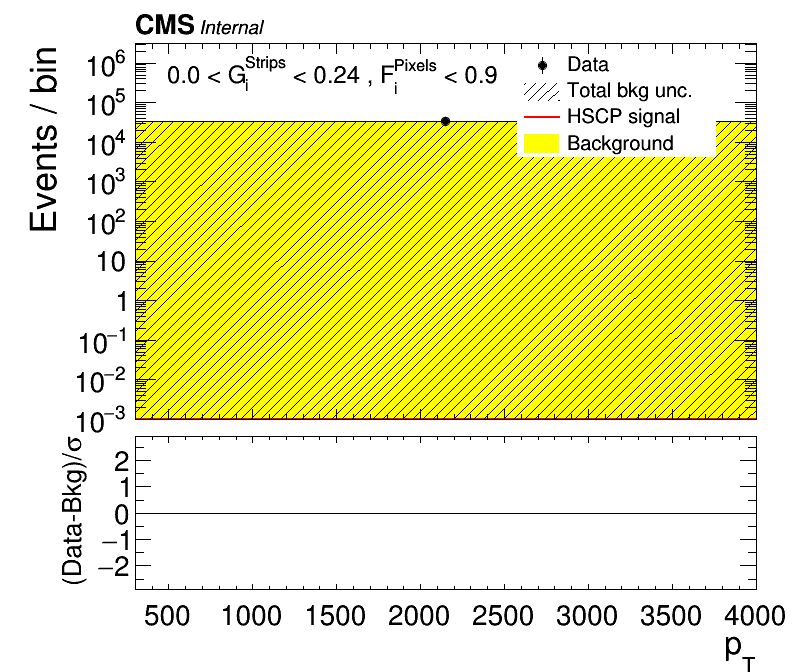 CMS Internal
Events / bin
0.0 < G_i^Strips < 0.24 , F_i^Pixels < 0.9
Data
Total bkg unc.
HSCP signal
Background
10^6
10^5
10^4
10^3
10^2
10
1
10^−1
10^−2
10^−3
(Data-Bkg)/σ
2
1
0
−1
−2
500 1000 1500 2000 2500 3000 3500 4000
p_T